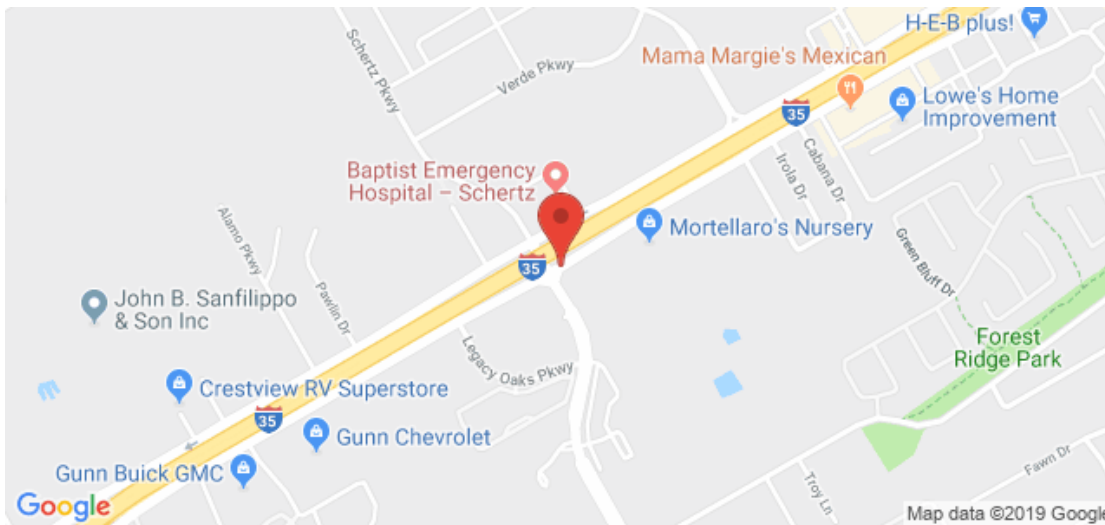 H-E-B plus!
Schertz Pkwy
Verde Pkwy
Mama Margie's Mexican
35
Lowe's Home
Improvement
Baptist Emergency
Hospital – Schertz
Irola Dr
Cabana Dr
Mortellaro's Nursery
Alamo Pkwy
Green Bluff Dr
35
John B. Sanfilippo
& Son Inc
Pawlin Dr
Legacy Oaks Pkwy
Forest
Ridge Park
Crestview RV Superstore
35
Gunn Chevrolet
Gunn Buick GMC
Troy Ln
Fawn Dr
Google
Map data ©2019 Google